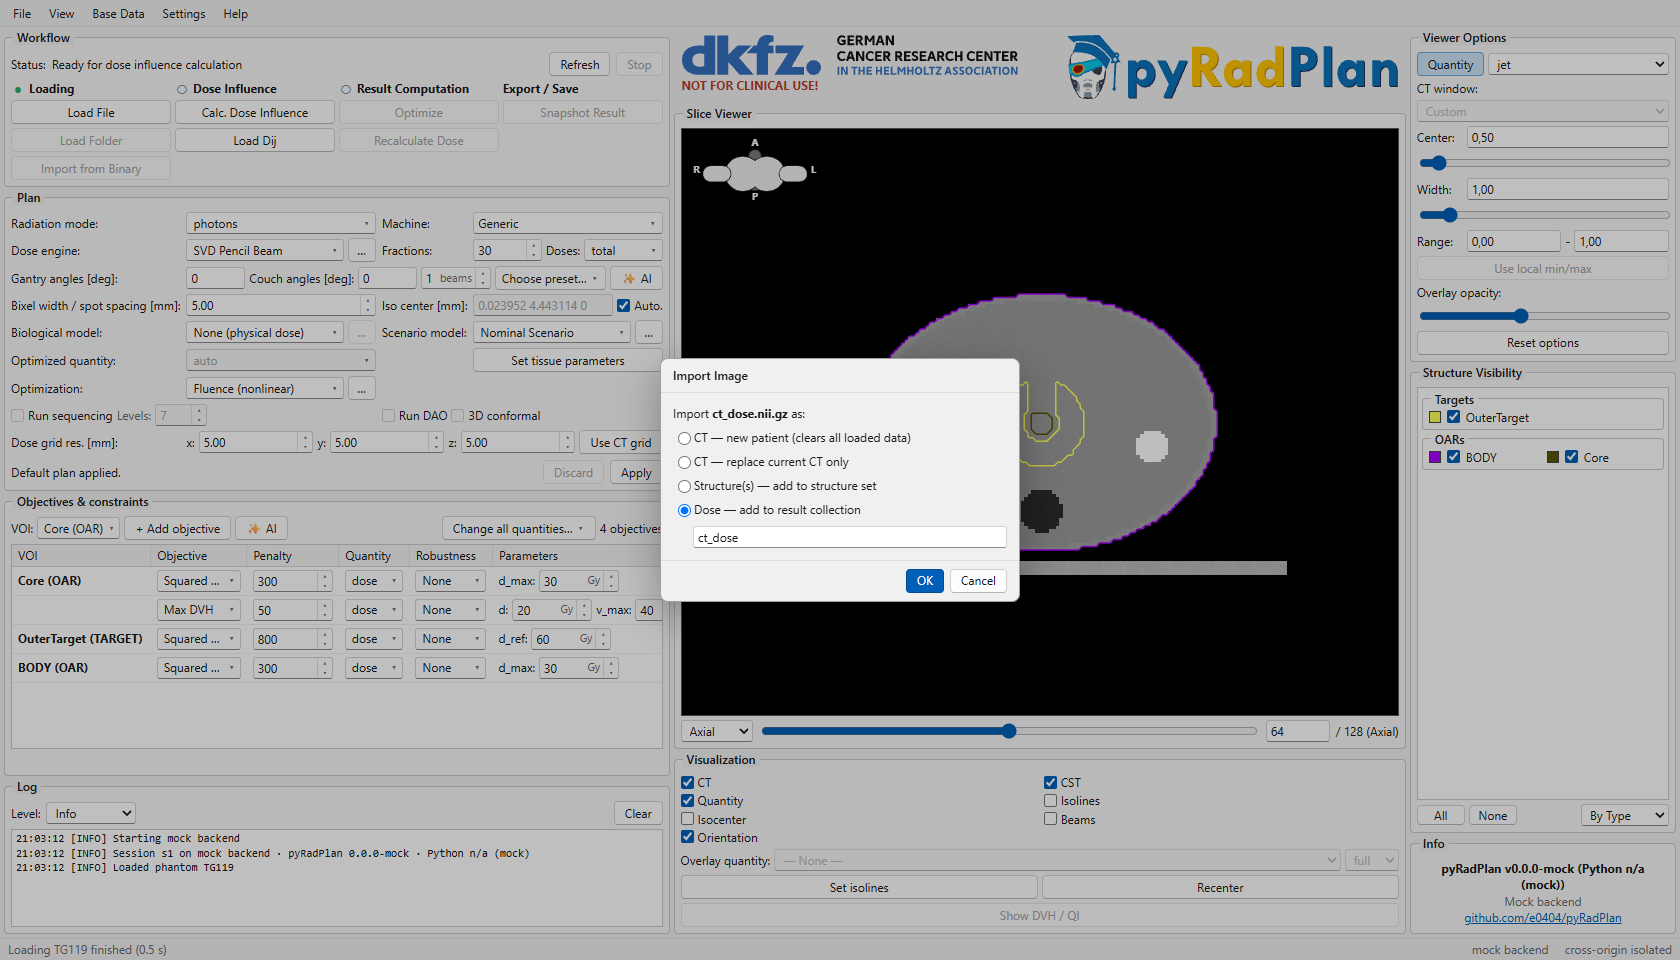 File View Base Data Settings Help
Workflow
Status: Ready for dose influence calculation
Refresh Stop
Loading Dose Influence Result Computation Export / Save
Load File Calc. Dose Influence Optimize Snapshot Result
Load Folder Load Dij Recalculate Dose
Import from Binary
Plan
Radiation mode: photons Machine: Generic
Dose engine: SVD Pencil Beam ... Fractions: 30 Doses: total
Gantry angles [deg]: 0 Couch angles [deg]: 0 1 beams Choose preset... ✨ AI
Bixel width / spot spacing [mm]: 5.00 Iso center [mm]: 0.023952 4.443114 0 Auto.
Biological model: None (physical dose) ... Scenario model: Nominal Scenario ...
Optimized quantity: auto Set tissue parameters
Optimization: Fluence (nonlinear) ...
Run sequencing Levels: 7 Run DAO 3D conformal
Dose grid res. [mm]: x: 5.00 y: 5.00 z: 5.00 Use CT grid
Default plan applied. Discard Apply
Objectives & constraints
VOI: Core (OAR) + Add objective ✨ AI Change all quantities... 4 objectives
VOI Objective Penalty Quantity Robustness Parameters
Core (OAR) Squared ... 300 dose None d_max: 30 Gy
Max DVH 50 dose None d: 20 Gy v_max: 40
OuterTarget (TARGET) Squared ... 800 dose None d_ref: 60 Gy
BODY (OAR) Squared ... 300 dose None d_max: 30 Gy
Log
Level: Info Clear
21:03:12 [INFO] Starting mock backend
21:03:12 [INFO] Session s1 on mock backend · pyRadPlan 0.0.0-mock · Python n/a (mock)
21:03:12 [INFO] Loaded phantom TG119
Loading TG119 finished (0.5 s)
dkfz.
GERMAN
CANCER RESEARCH CENTER
IN THE HELMHOLTZ ASSOCIATION
NOT FOR CLINICAL USE!
pyRadPlan
Slice Viewer
A
R L
P
Import Image
Import ct_dose.nii.gz as:
CT — new patient (clears all loaded data)
CT — replace current CT only
Structure(s) — add to structure set
Dose — add to result collection
ct_dose
OK Cancel
Axial 64 / 128 (Axial)
Visualization
CT CST
Quantity Isolines
Isocenter Beams
Orientation
Overlay quantity: — None — full
Set isolines Recenter
Show DVH / QI
Viewer Options
Quantity jet
CT window:
Custom
Center: 0,50
Width: 1,00
Range: 0,00 - 1,00
Use local min/max
Overlay opacity:
Reset options
Structure Visibility
Targets
OuterTarget
OARs
BODY Core
All None By Type
Info
pyRadPlan v0.0.0-mock (Python n/a
(mock))
Mock backend
github.com/e0404/pyRadPlan
mock backend cross-origin isolated